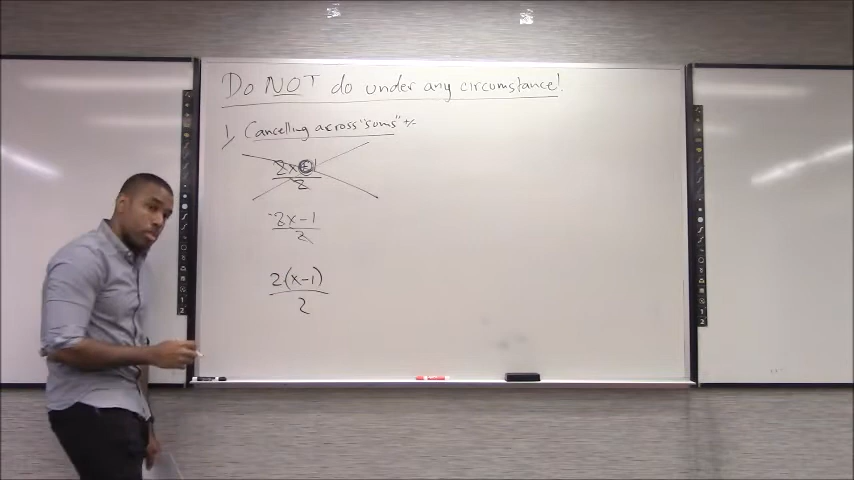 Do NOT do under any circumstance!
1, Cancelling across "sums" +/-
2x ± 1
2
2x-1
2
2(x-1)
2